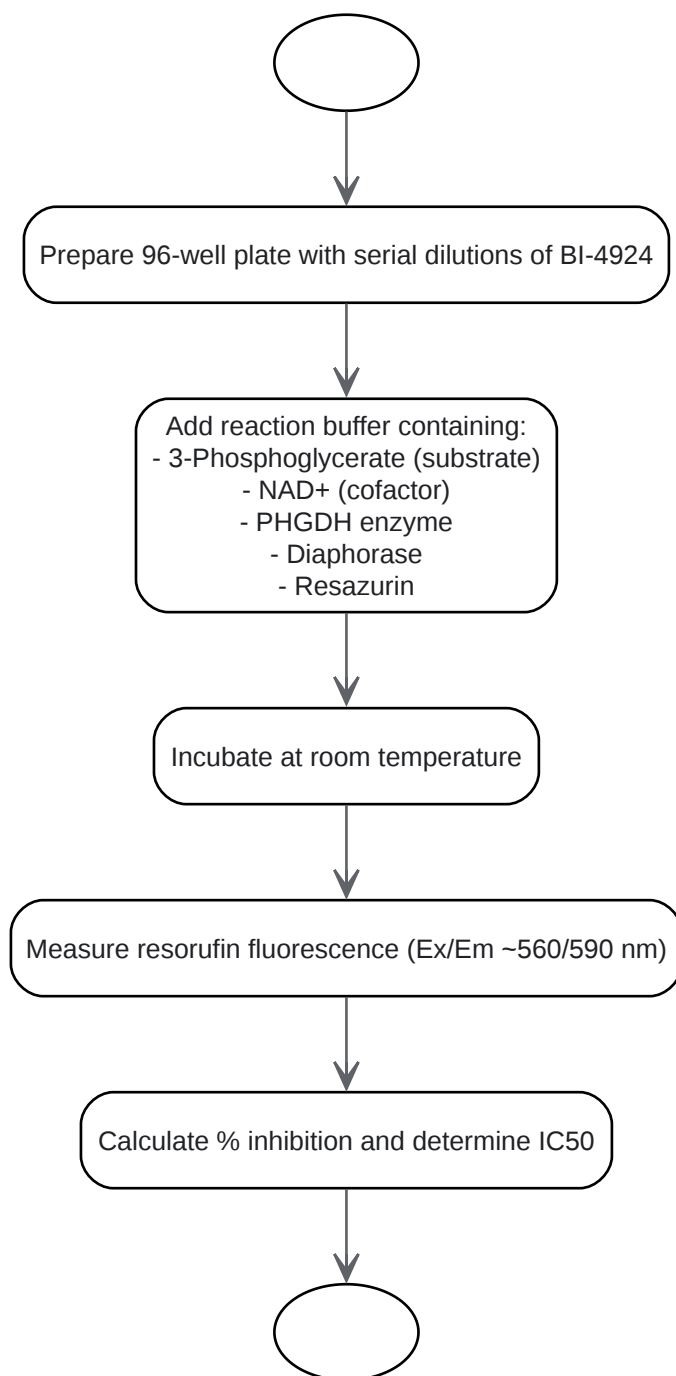 Prepare 96-well plate with serial dilutions of BI-4924
Add reaction buffer containing:
- 3-Phosphoglycerate (substrate)
- NAD+ (cofactor)
- PHGDH enzyme
- Diaphorase
- Resazurin
Incubate at room temperature
Measure resorufin fluorescence (Ex/Em ~560/590 nm)
Calculate % inhibition and determine IC50